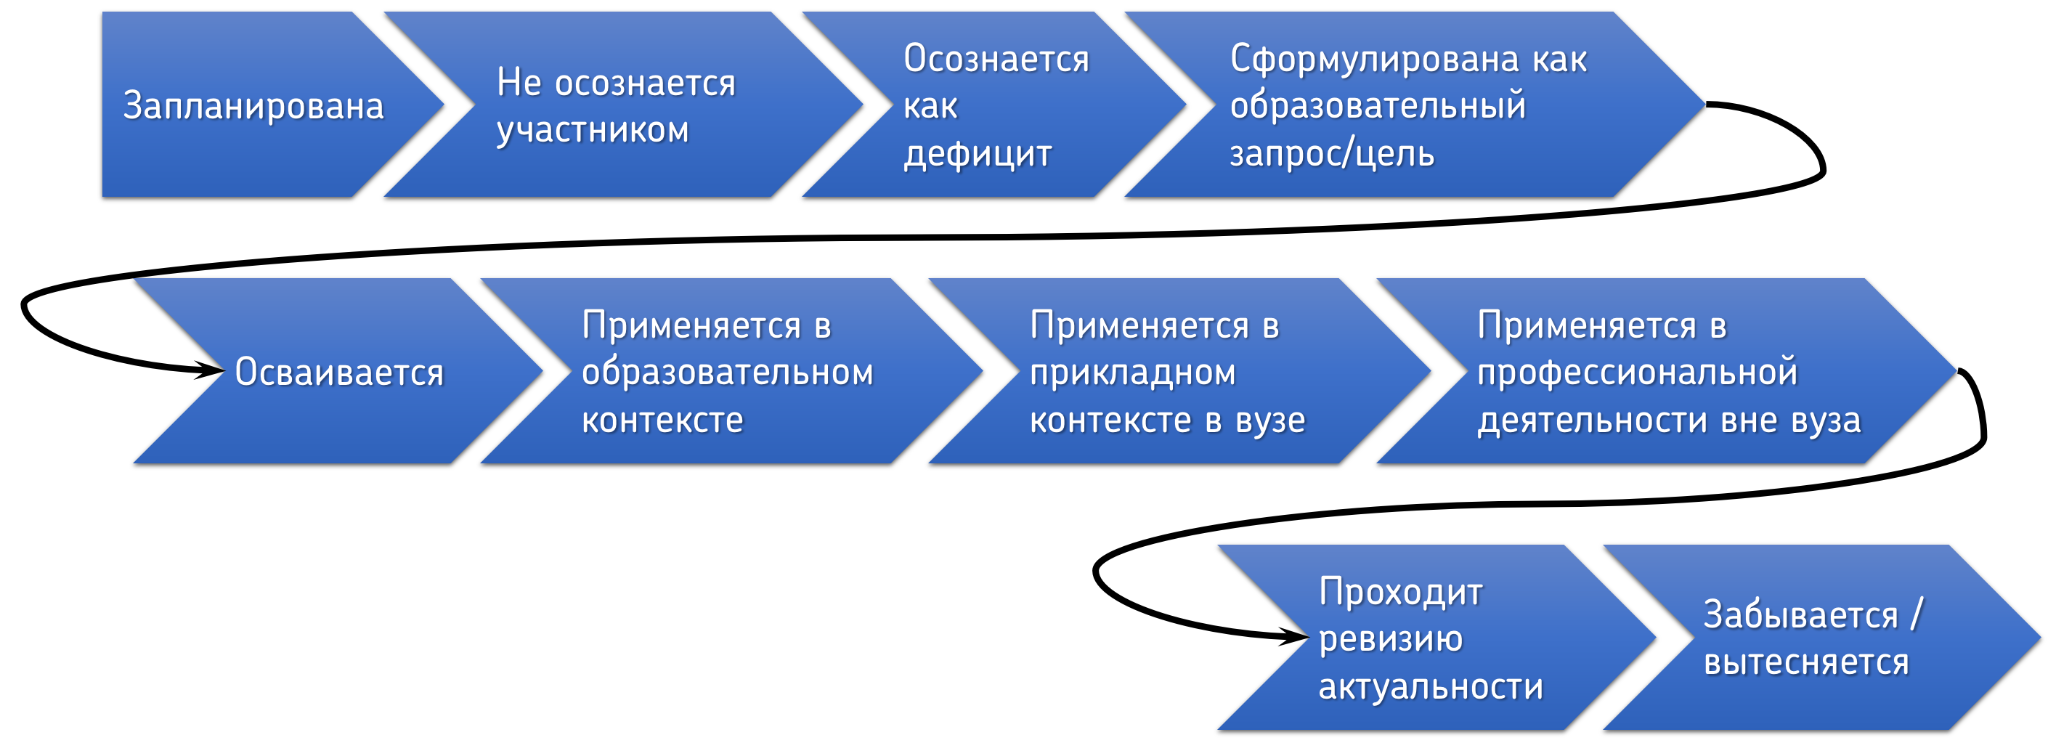 Запланирована
Не осознается
участником
Осознается
как
дефицит
Сформулирована как
образовательный
запрос/цель
Осваивается
Применяется в
образовательном
контексте
Применяется в
прикладном
контексте в вузе
Применяется в
профессиональной
деятельности вне вуза
Проходит
ревизию
актуальности
Забывается /
вытесняется